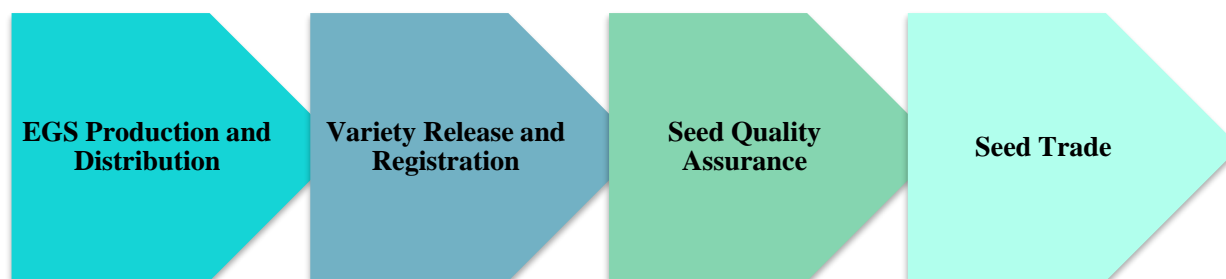 EGS Production and
Distribution
Variety Release and
Registration
Seed Quality
Assurance
Seed Trade